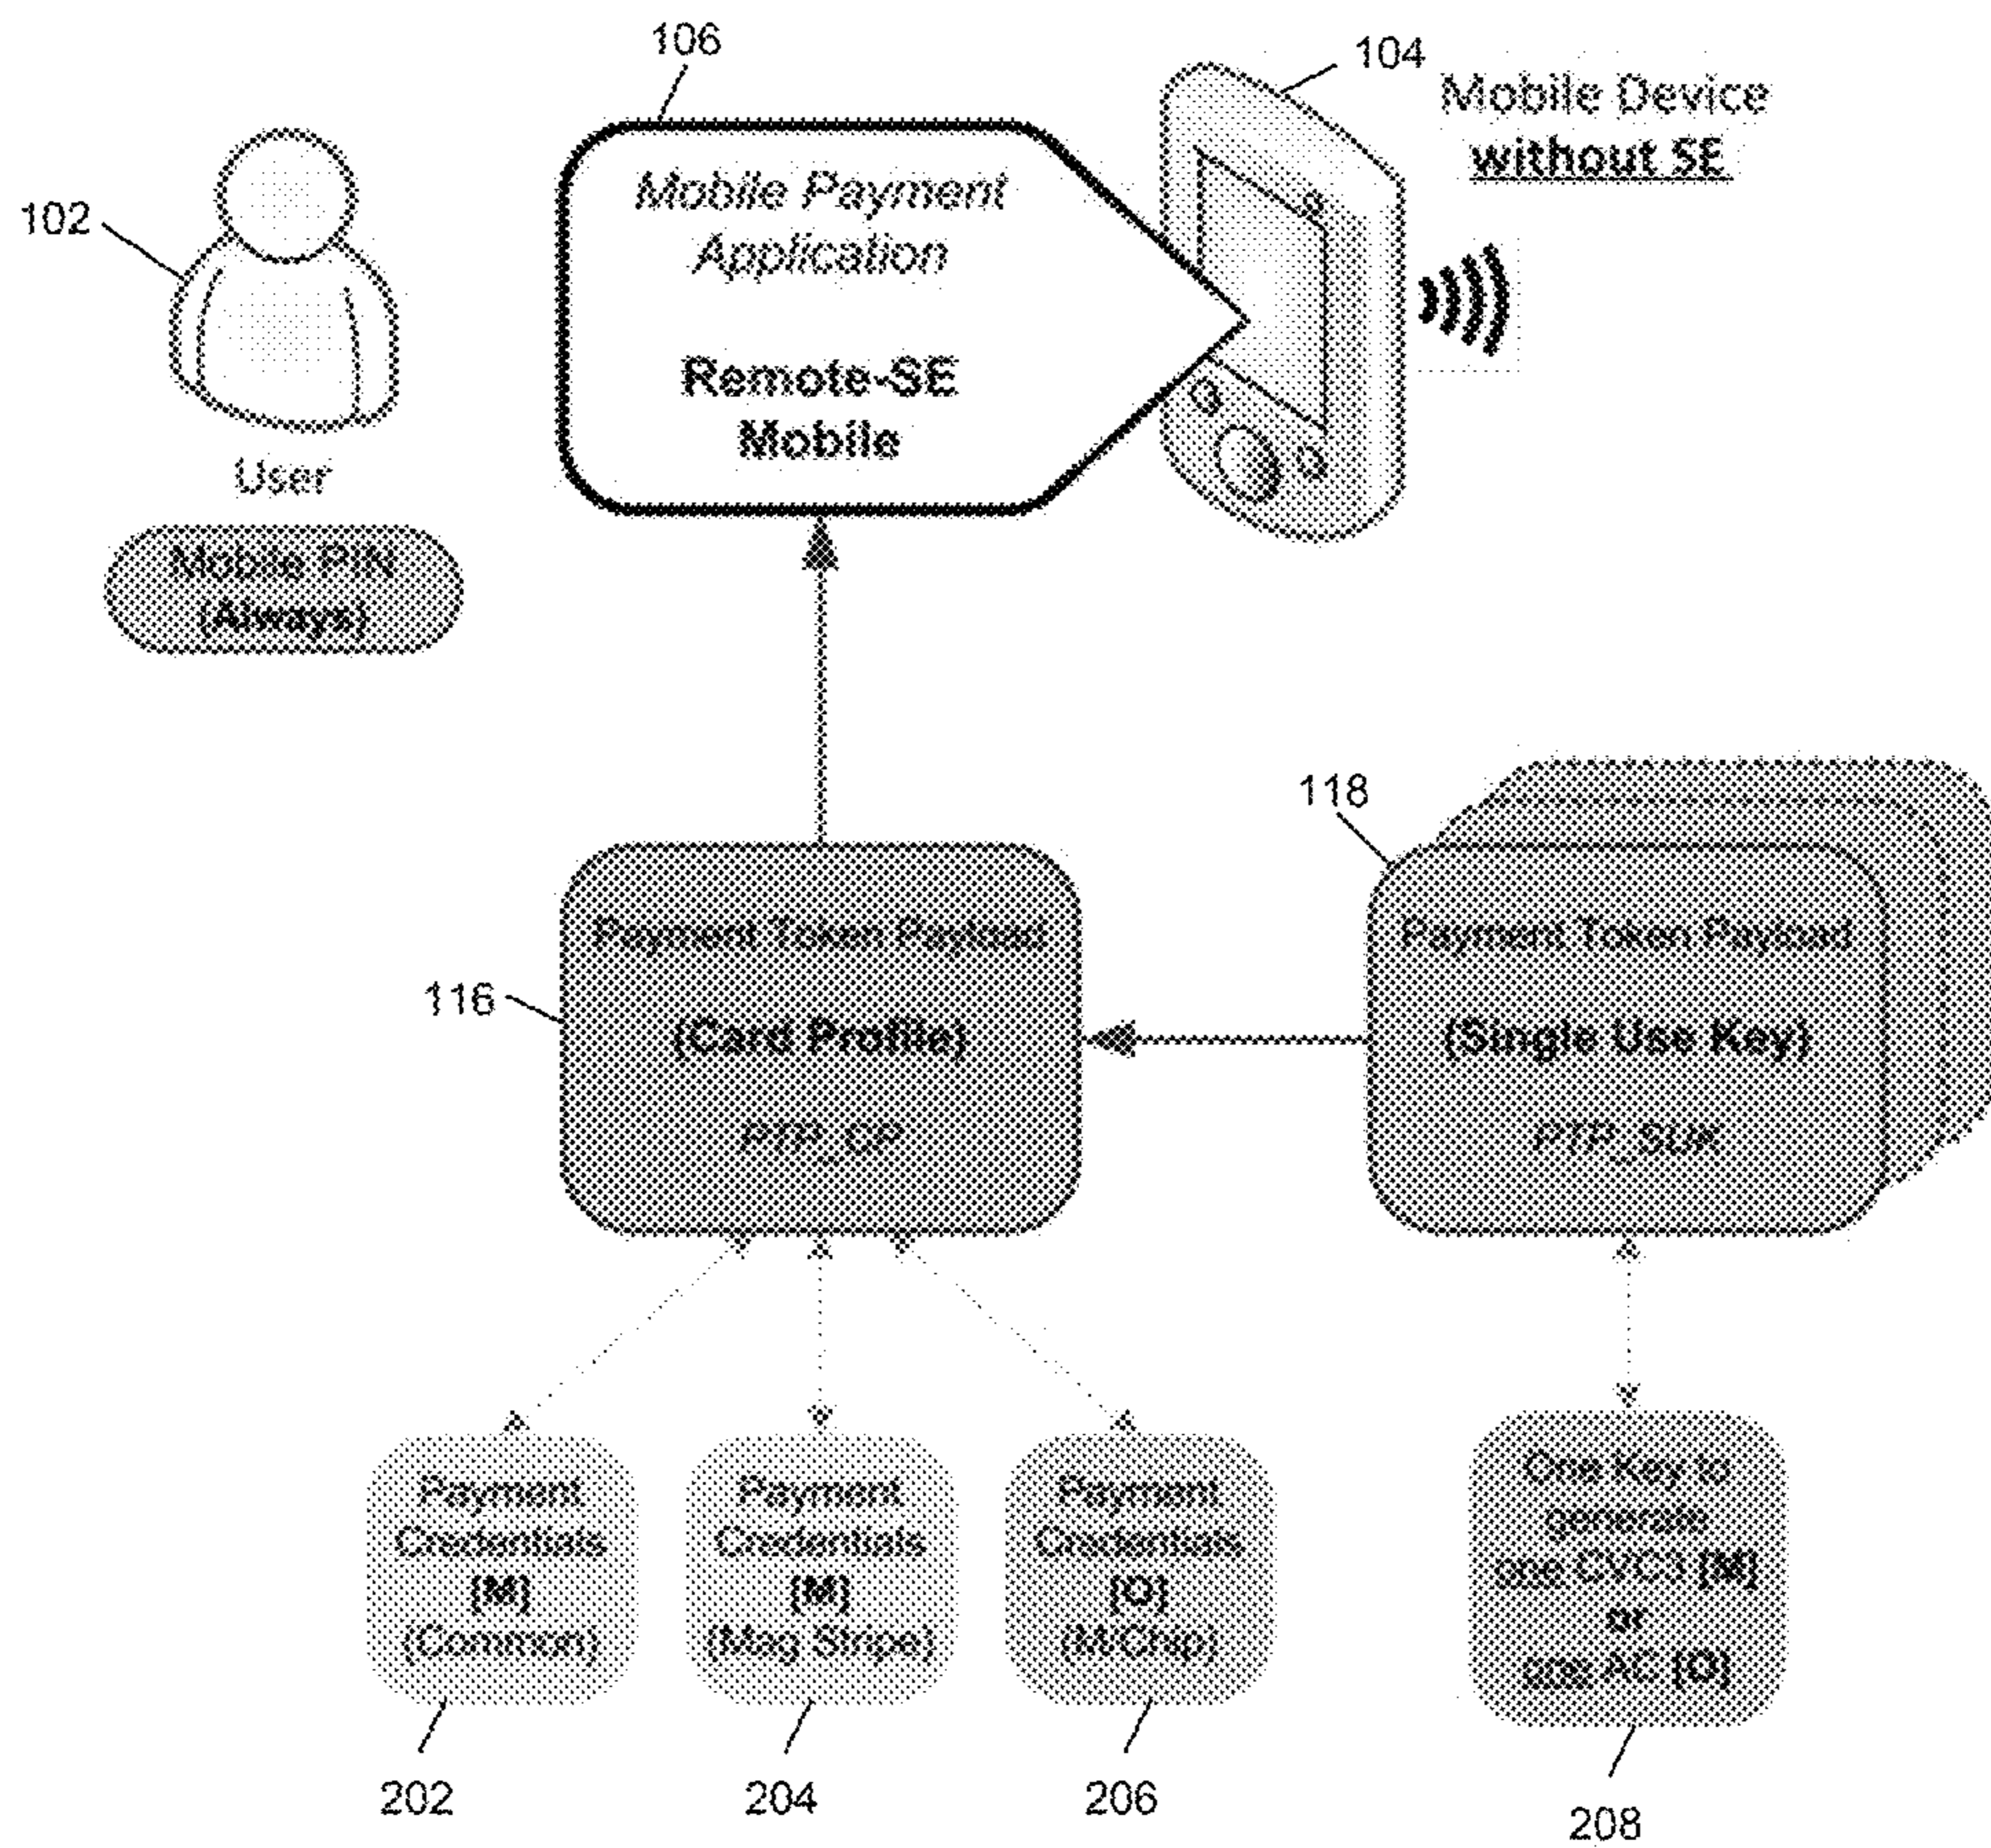 106
104
Mobile Device
without SE
102
Mobile Payment
Application
Remote-SE
Mobile
User
Mobile PIN
(Always)
118
Payment Token Payload
(Card Profile)
PTP_CP
116
Payment Token Payload
(Single Use Key)
PTP_SUK
Payment
Credentials
[M]
(Common)
Payment
Credentials
[M]
(Mag Stripe)
Payment
Credentials
[O]
(M/Chip)
One Key to
generate
one CVC3 [M]
or
one AC [O]
202
204
206
208